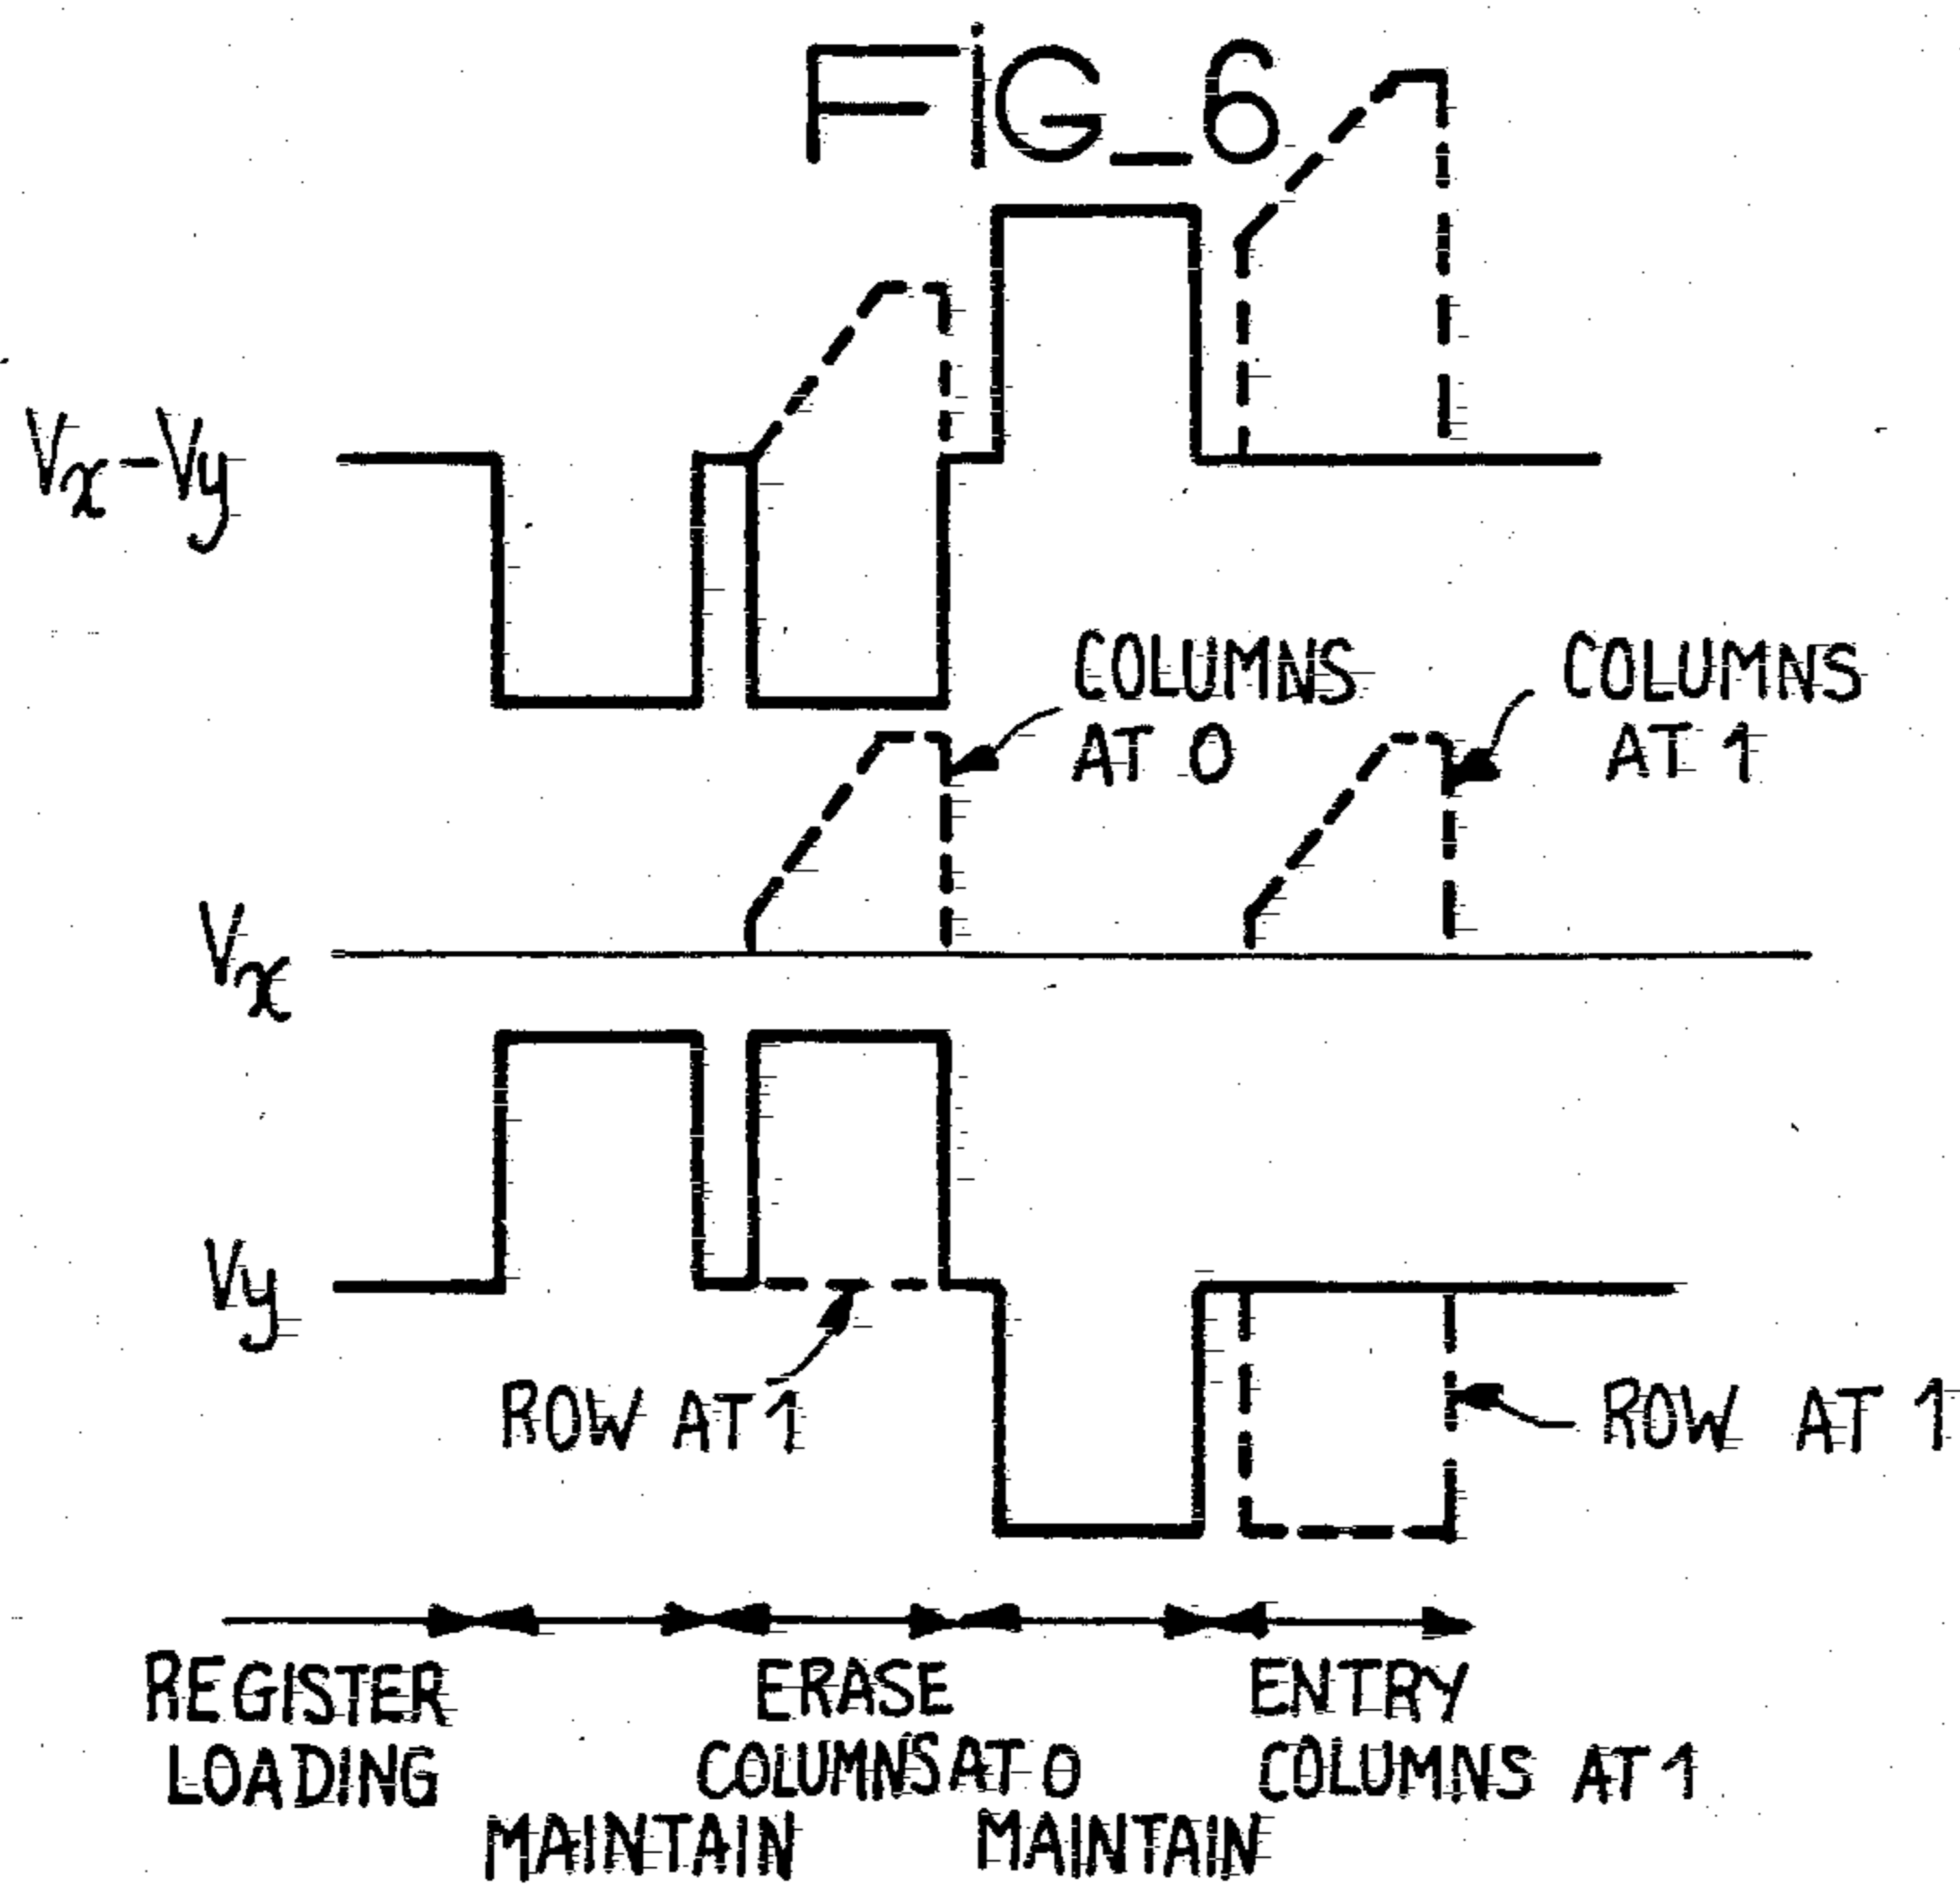 FiG_6
Vx-Vy
COLUMNS
AT 0
COLUMNS
AT 1
Vx
Vy
ROW AT 1
ROW AT 1
REGISTER
LOADING
MAINTAIN
ERASE
COLUMNS AT 0
MAINTAIN
ENTRY
COLUMNS AT 1